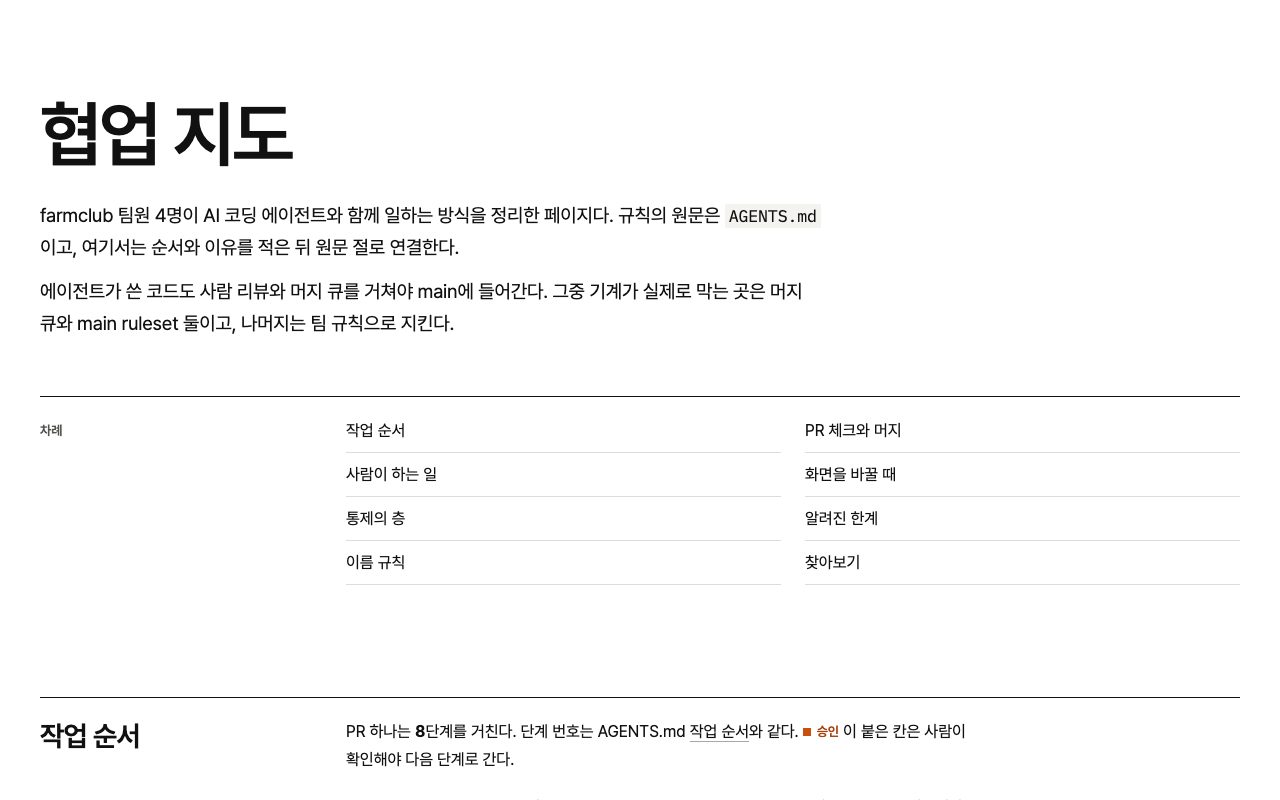 협업 지도
farmclub 팀원 4명이 AI 코딩 에이전트와 함께 일하는 방식을 정리한 페이지다. 규칙의 원문은 AGENTS.md
이고, 여기서는 순서와 이유를 적은 뒤 원문 절로 연결한다.
에이전트가 쓴 코드도 사람 리뷰와 머지 큐를 거쳐야 main에 들어간다. 그중 기계가 실제로 막는 곳은 머지
큐와 main ruleset 둘이고, 나머지는 팀 규칙으로 지킨다.
차례
작업 순서
PR 체크와 머지
사람이 하는 일
화면을 바꿀 때
통제의 층
알려진 한계
이름 규칙
찾아보기
작업 순서
PR 하나는 8단계를 거친다. 단계 번호는 AGENTS.md 작업 순서와 같다. ■ 승인 이 붙은 칸은 사람이
확인해야 다음 단계로 간다.